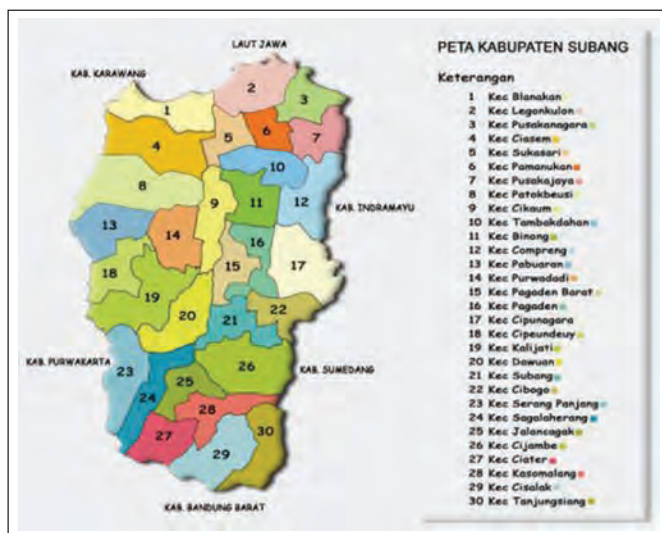 LAUT JAWA
KAB. KARAWANG
2
3
1
4
5
6
7
8
9
10
11
12
KAB. INDRAMAYU
13
14
16
15
17
18
19
20
21
22
KAB. PURWAKARTA
23
24
25
26
KAB. SUMEDANG
28
27
29
30
KAB. BANDUNG BARAT
PETA KABUPATEN SUBANG
Keterangan
1 Kec Blanakan
2 Kec Legonkulon
3 Kec Pusakanagara
4 Kec Ciasem
5 Kec Sukasari
6 Kec Pamanukan
7 Kec Pusakajaya
8 Kec Patokbeusi
9 Kec Cikaum
10 Kec Tambakdahan
11 Kec Binong
12 Kec Compreng
13 Kec Pabuaran
14 Kec Purwadadi
15 Kec Pagaden Barat
16 Kec Pagaden
17 Kec Cipunagara
18 Kec Cipeundeuy
19 Kec Kalijati
20 Kec Dawuan
21 Kec Subang
22 Kec Cibogo
23 Kec Serang Panjang
24 Kec Sagalaherang
25 Kec Jalancagak
26 Kec Cijambe
27 Kec Ciater
28 Kec Kasomalang
29 Kec Cisalak
30 Kec Tanjungsiang